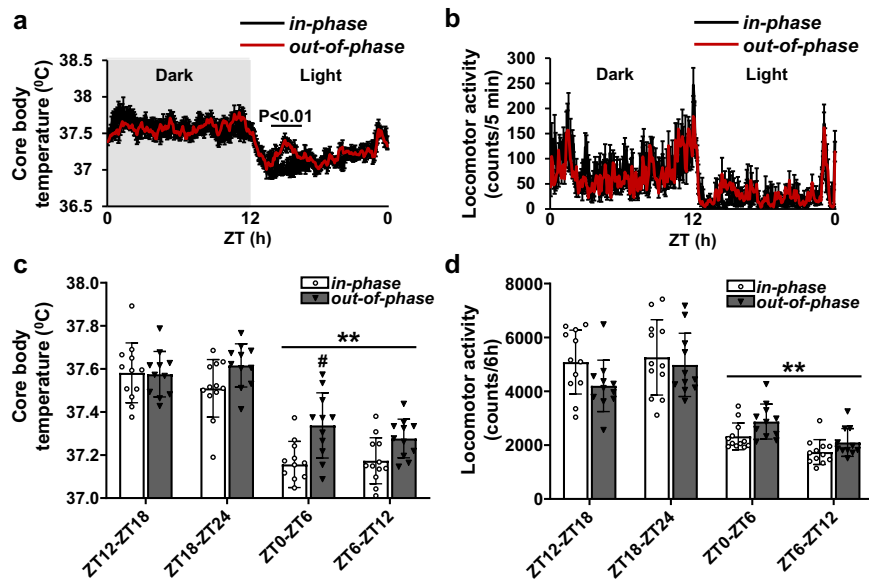 a
in-phase
out-of-phase
Core body
temperature (⁰C)
38.5
38
37.5
37
36.5
Dark
Light
P<0.01
0
12
0
ZT (h)
b
in-phase
out-of-phase
Locomotor activity
(counts/5 min)
300
250
200
150
100
50
0
Dark
Light
0
12
0
ZT (h)
c
in-phase
out-of-phase
Core body
temperature (⁰C)
38.0
37.8
37.6
37.4
37.2
37.0
**
#
ZT12-ZT18
ZT18-ZT24
ZT0-ZT6
ZT6-ZT12
d
in-phase
out-of-phase
Locomotor activity
(counts/6h)
8000
6000
4000
2000
0
**
ZT12-ZT18
ZT18-ZT24
ZT0-ZT6
ZT6-ZT12